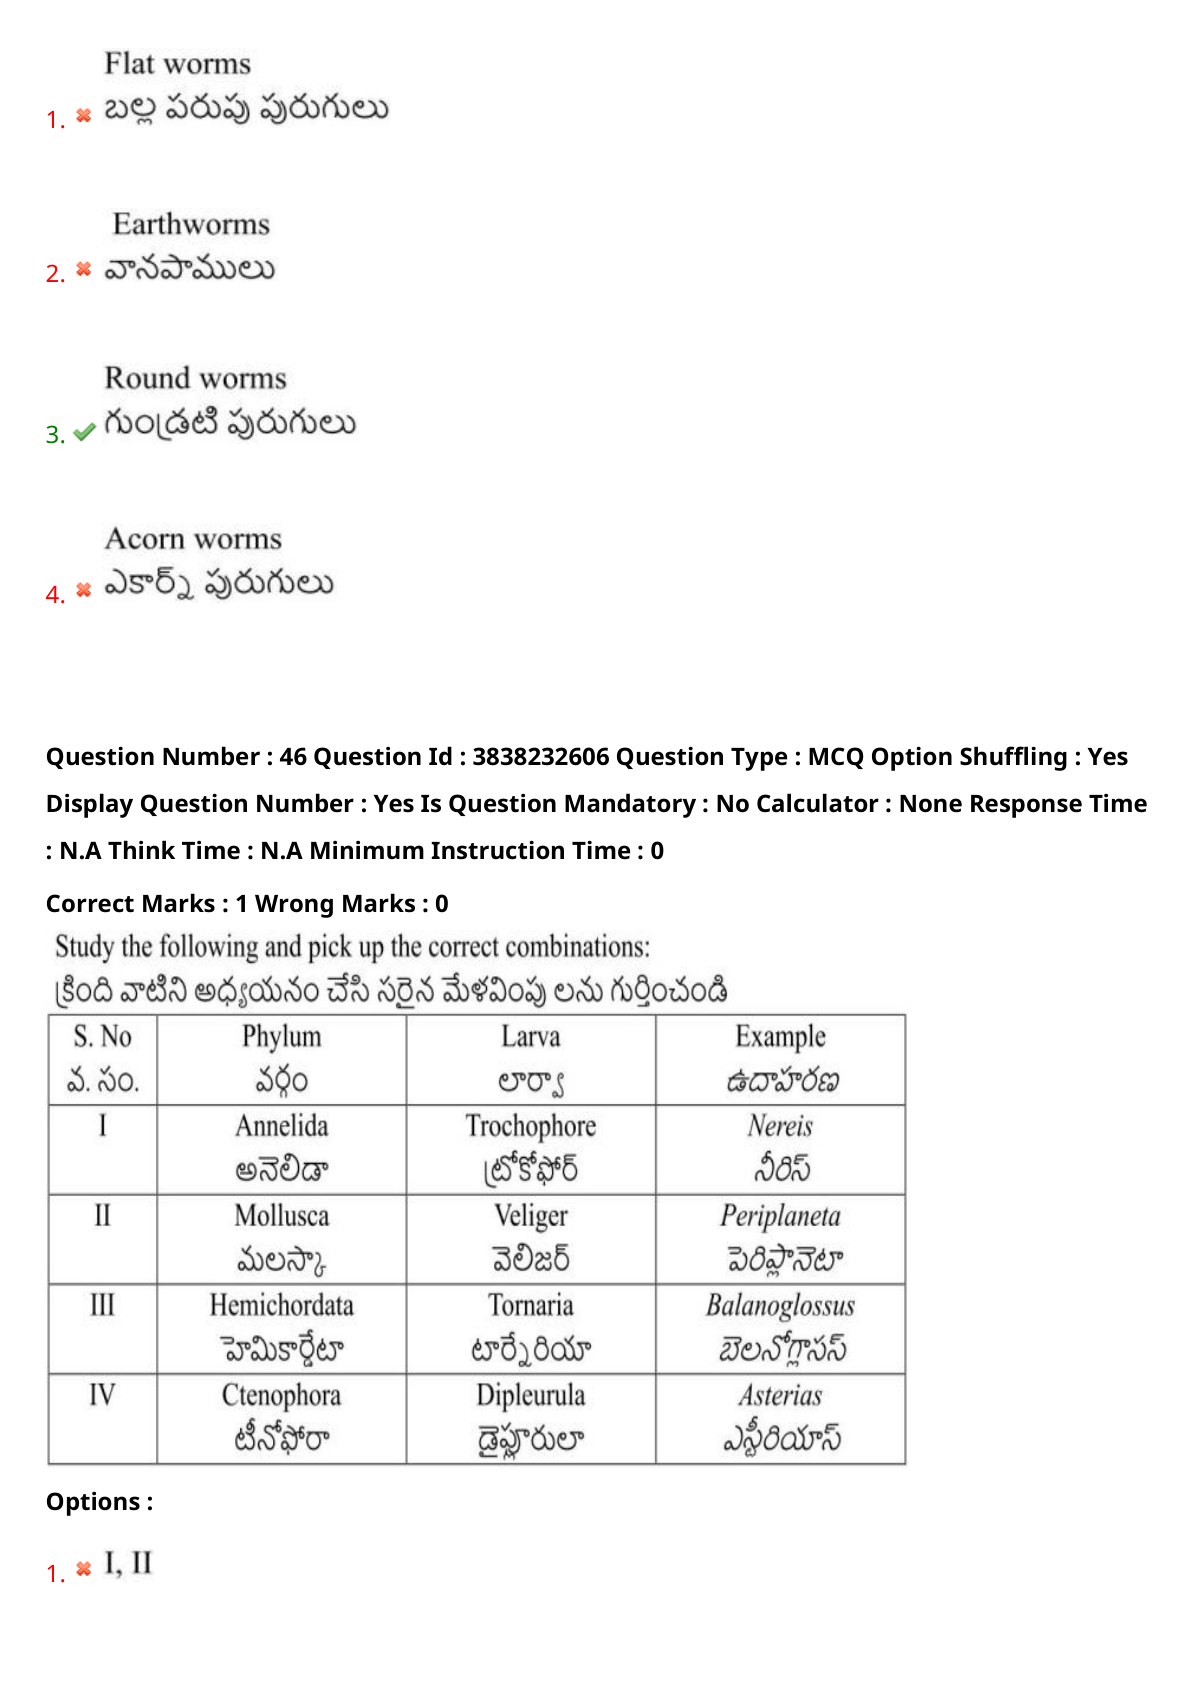 Flat worms
1. బల్ల పరుపు పురుగులు
Earthworms
2. వానపాములు
Round worms
3. గుండ్రటి పురుగులు
Acorn worms
4. ఎకార్న్ పురుగులు
Question Number : 46 Question Id : 3838232606 Question Type : MCQ Option Shuffling : Yes
Display Question Number : Yes Is Question Mandatory : No Calculator : None Response Time
: N.A Think Time : N.A Minimum Instruction Time : 0
Correct Marks : 1 Wrong Marks : 0
Study the following and pick up the correct combinations:
క్రింది వాటిని అధ్యయనం చేసి సరైన మేళవింపు లను గుర్తించండి
S. No Phylum Larva Example
వ. సం. వర్గం లార్వా ఉదాహరణ
I Annelida Trochophore Nereis
అనెలిడా ట్రోకోఫోర్ నీరిస్
II Mollusca Veliger Periplaneta
మలస్కా వెలిజర్ పెరిప్లానెటా
III Hemichordata Tornaria Balanoglossus
హెమికార్డేటా టార్నేరియా బెలనోగ్లాసస్
IV Ctenophora Dipleurula Asterias
టీనోఫోరా డైప్లూరులా ఎస్టీరియాస్
Options :
1. I, II